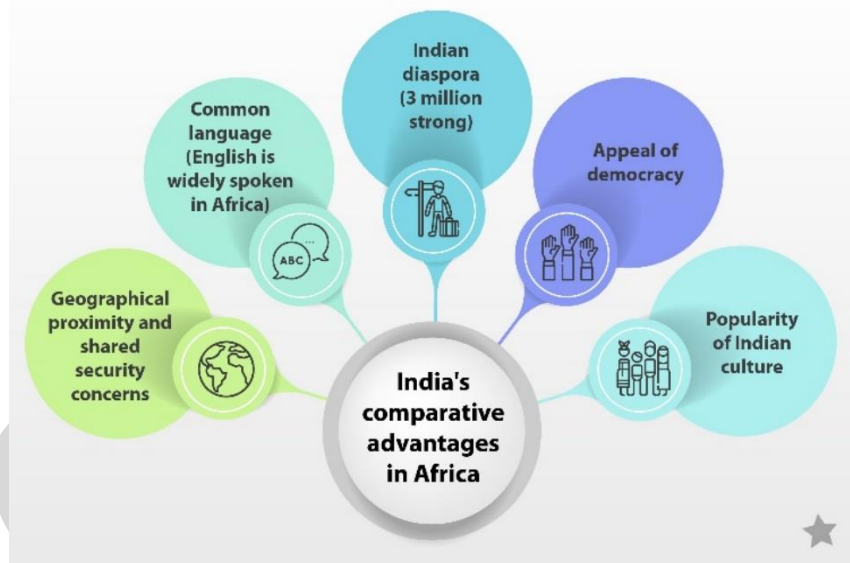 Geographical
proximity and
shared
security
concerns
Common
language
(English is
widely spoken
in Africa)
ABC
Indian
diaspora
(3 million
strong)
Appeal of
democracy
Popularity
of Indian
culture
India's
comparative
advantages
in Africa